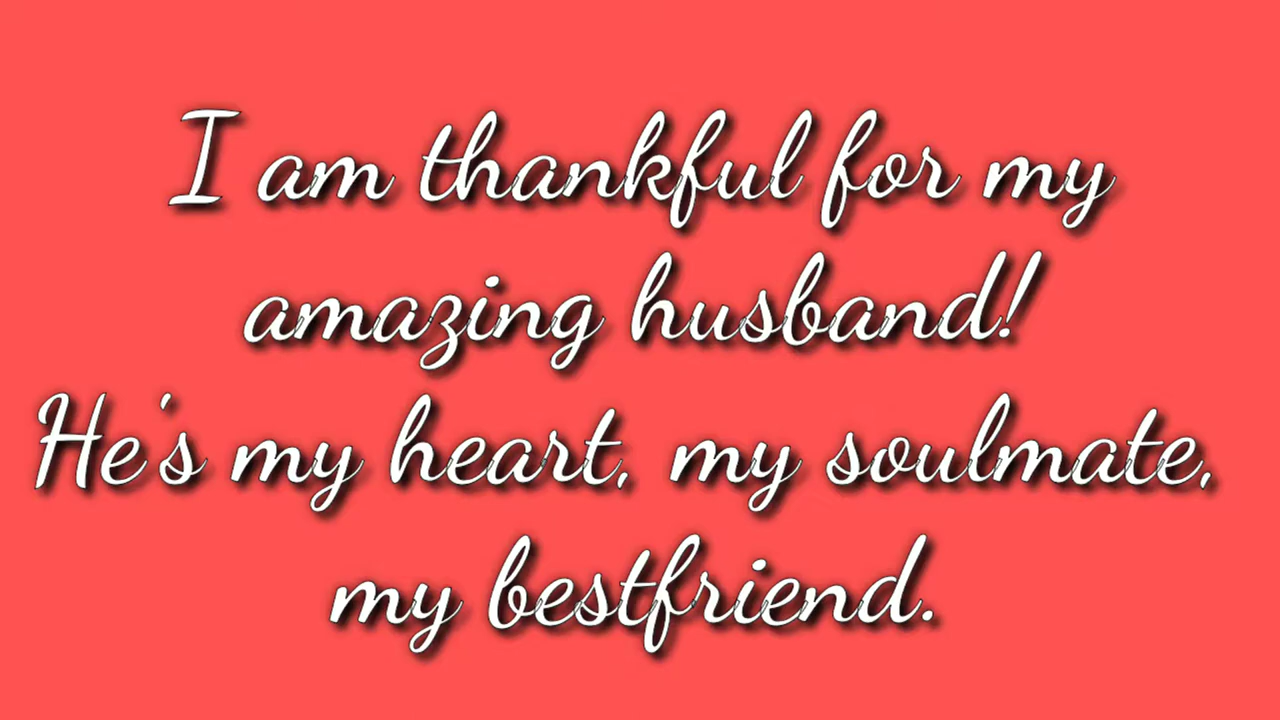 I am thankful for my
amazing husband!
He's my heart, my soulmate,
my bestfriend.